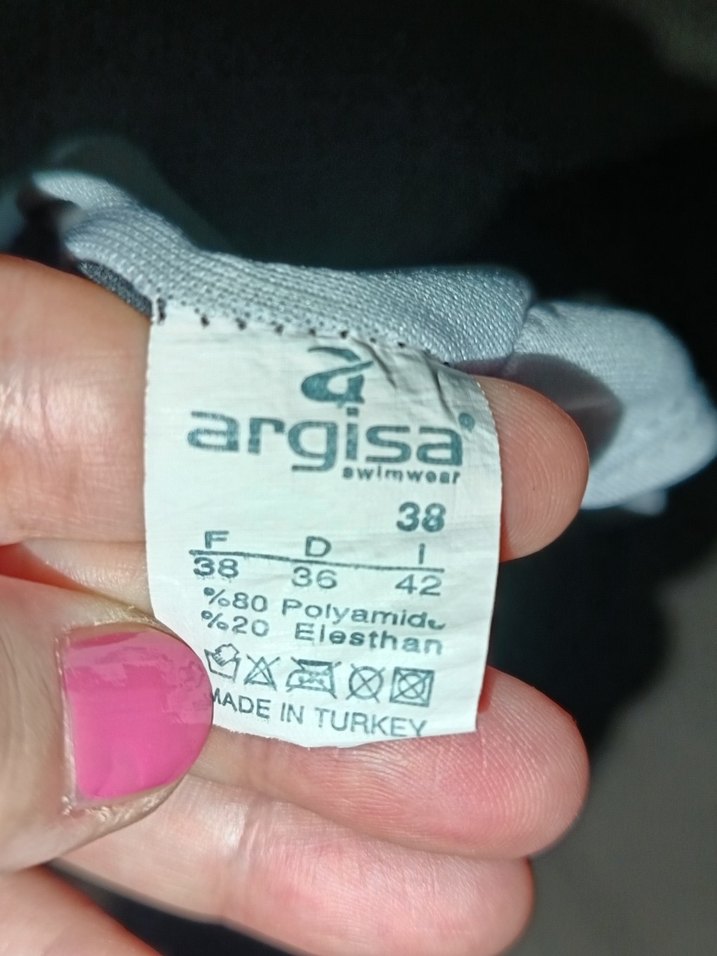 a
argisa®
swimwear
38
F D I
38 36 42
%80 Polyamide
%20 Elesthan
MADE IN TURKEY